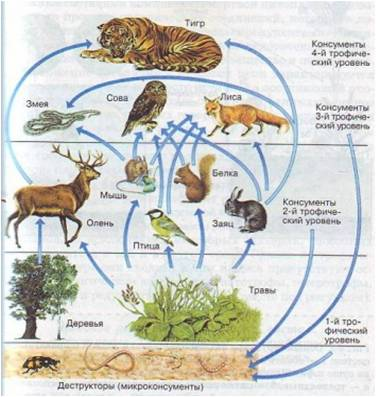 Тигр
Консументы
4-й трофиче-
ский уровень
Змея
Сова
Лиса
Консументы
3-й трофиче-
ский уровень
Мышь
Белка
Олень
Птица
Заяц
Консументы
2-й трофиче-
ский уровень
Деревья
Травы
1-й тро-
фический
уровень
Деструкторы (микроконсументы)